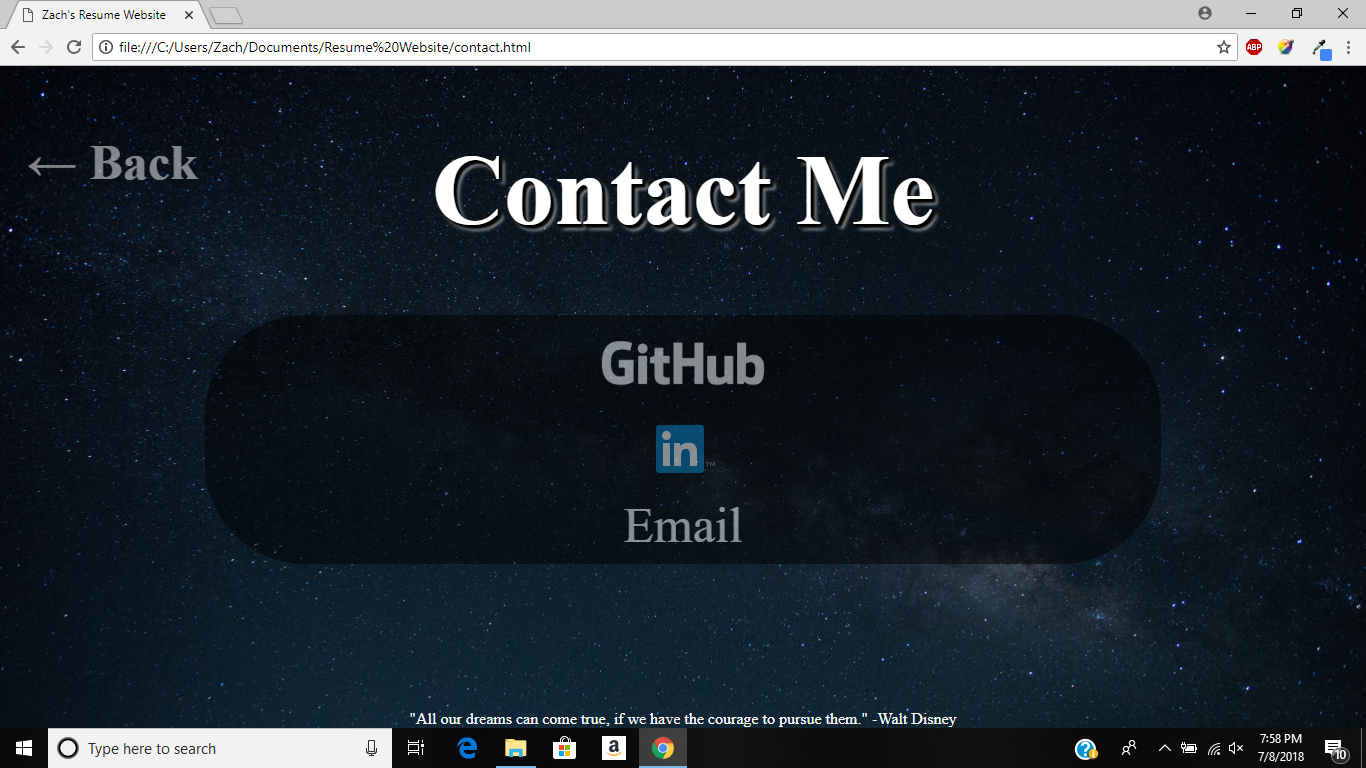 Zach's Resume Website
file:///C:/Users/Zach/Documents/Resume%20Website/contact.html
ABP
← Back
Contact Me
GitHub
in™
Email
"All our dreams can come true, if we have the courage to pursue them." -Walt Disney
Type here to search
7:58 PM
7/8/2018
10